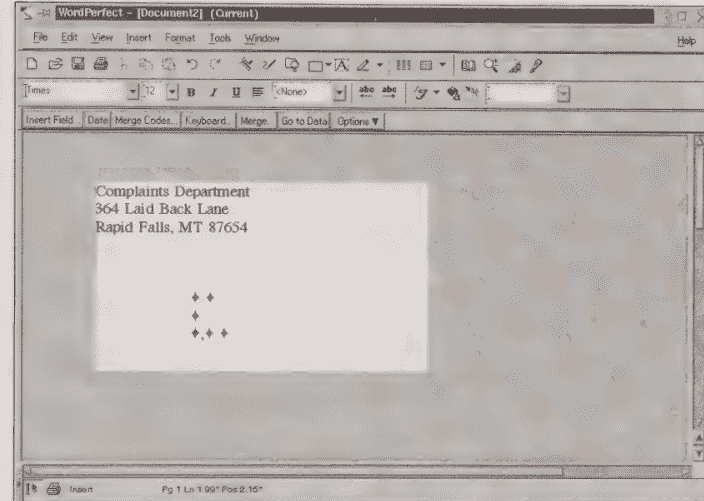 WordPerfect – [Document2] (Current)
File Edit View Insert Format Tools Window Help
Times 12 B I U <None> abc abc
Insert Field.. Date Merge Codes... Keyboard.. Merge. Go to Data Options ▼
Complaints Department
364 Laid Back Lane
Rapid Falls, MT 87654
♦ ♦
♦
♦,♦ ♦
Insert Pg 1 Ln 1.99" Pos 2.15"